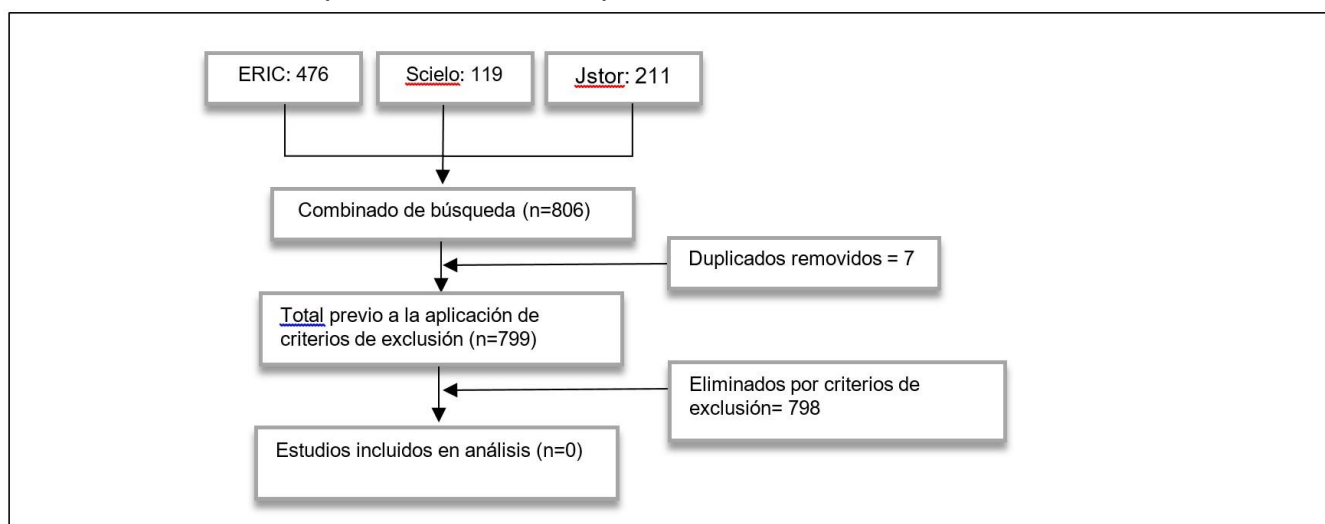 ERIC: 476
Scielo: 119
Jstor: 211
Combinado de búsqueda (n=806)
Duplicados removidos = 7
Total previo a la aplicación de
criterios de exclusión (n=799)
Eliminados por criterios de
exclusión= 798
Estudios incluidos en análisis (n=0)